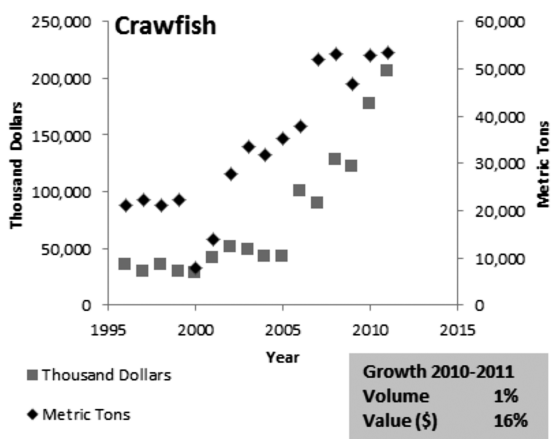 Crawfish
250,000
200,000
150,000
100,000
50,000
0
Thousand Dollars
60,000
50,000
40,000
30,000
20,000
10,000
0
Metric Tons
1995 2000 2005 2010 2015
Year
Thousand Dollars
Metric Tons
Growth 2010-2011
Volume 1%
Value ($) 16%